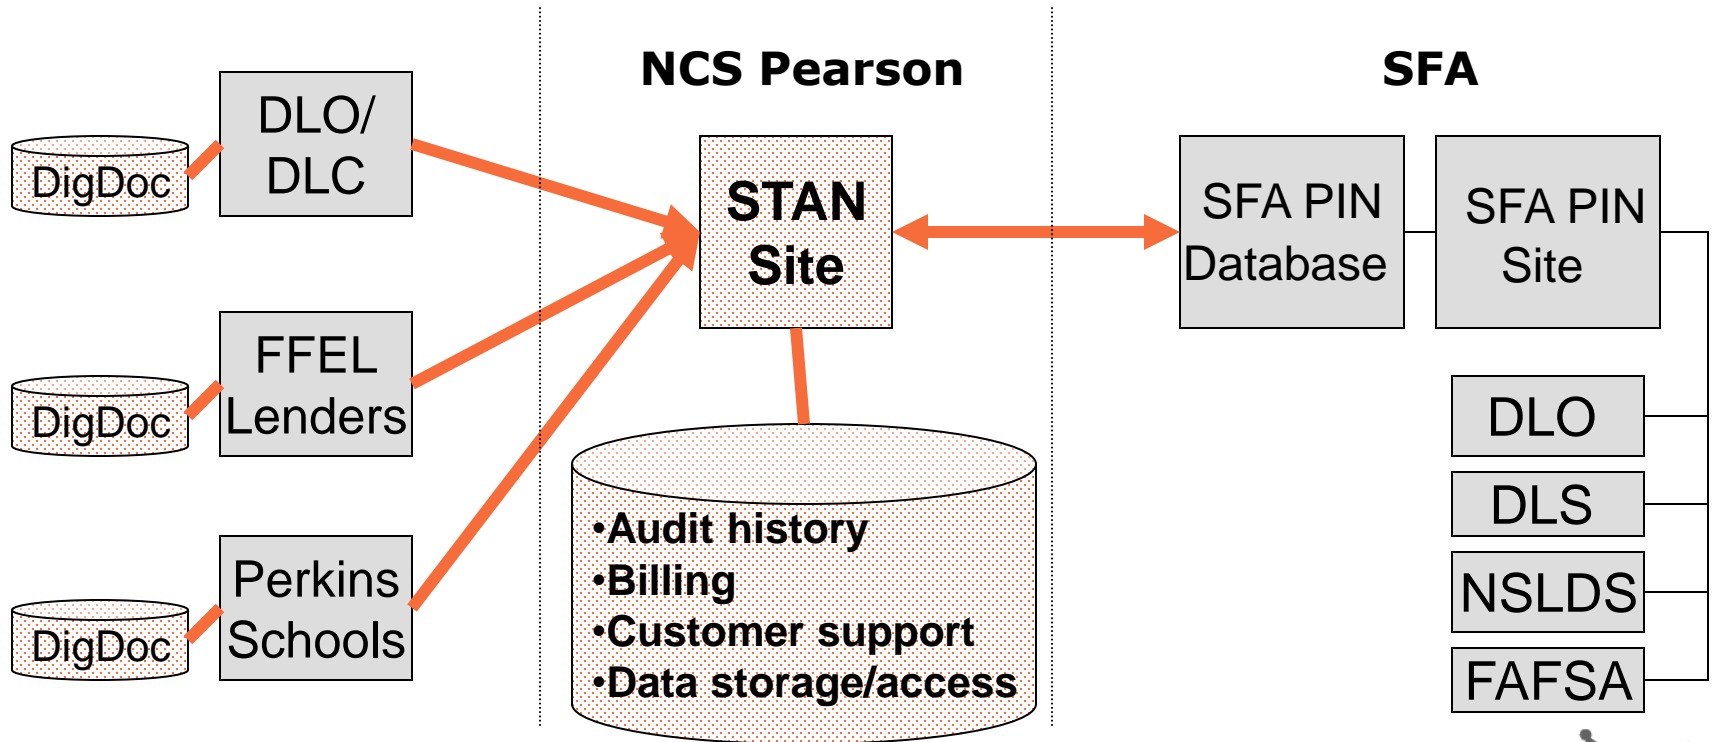 NCS Pearson
SFA
DLO/
DLC
DigDoc
FFEL
Lenders
DigDoc
Perkins
Schools
DigDoc
STAN
Site
•Audit history
•Billing
•Customer support
•Data storage/access
SFA PIN
Database
SFA PIN
Site
DLO
DLS
NSLDS
FAFSA